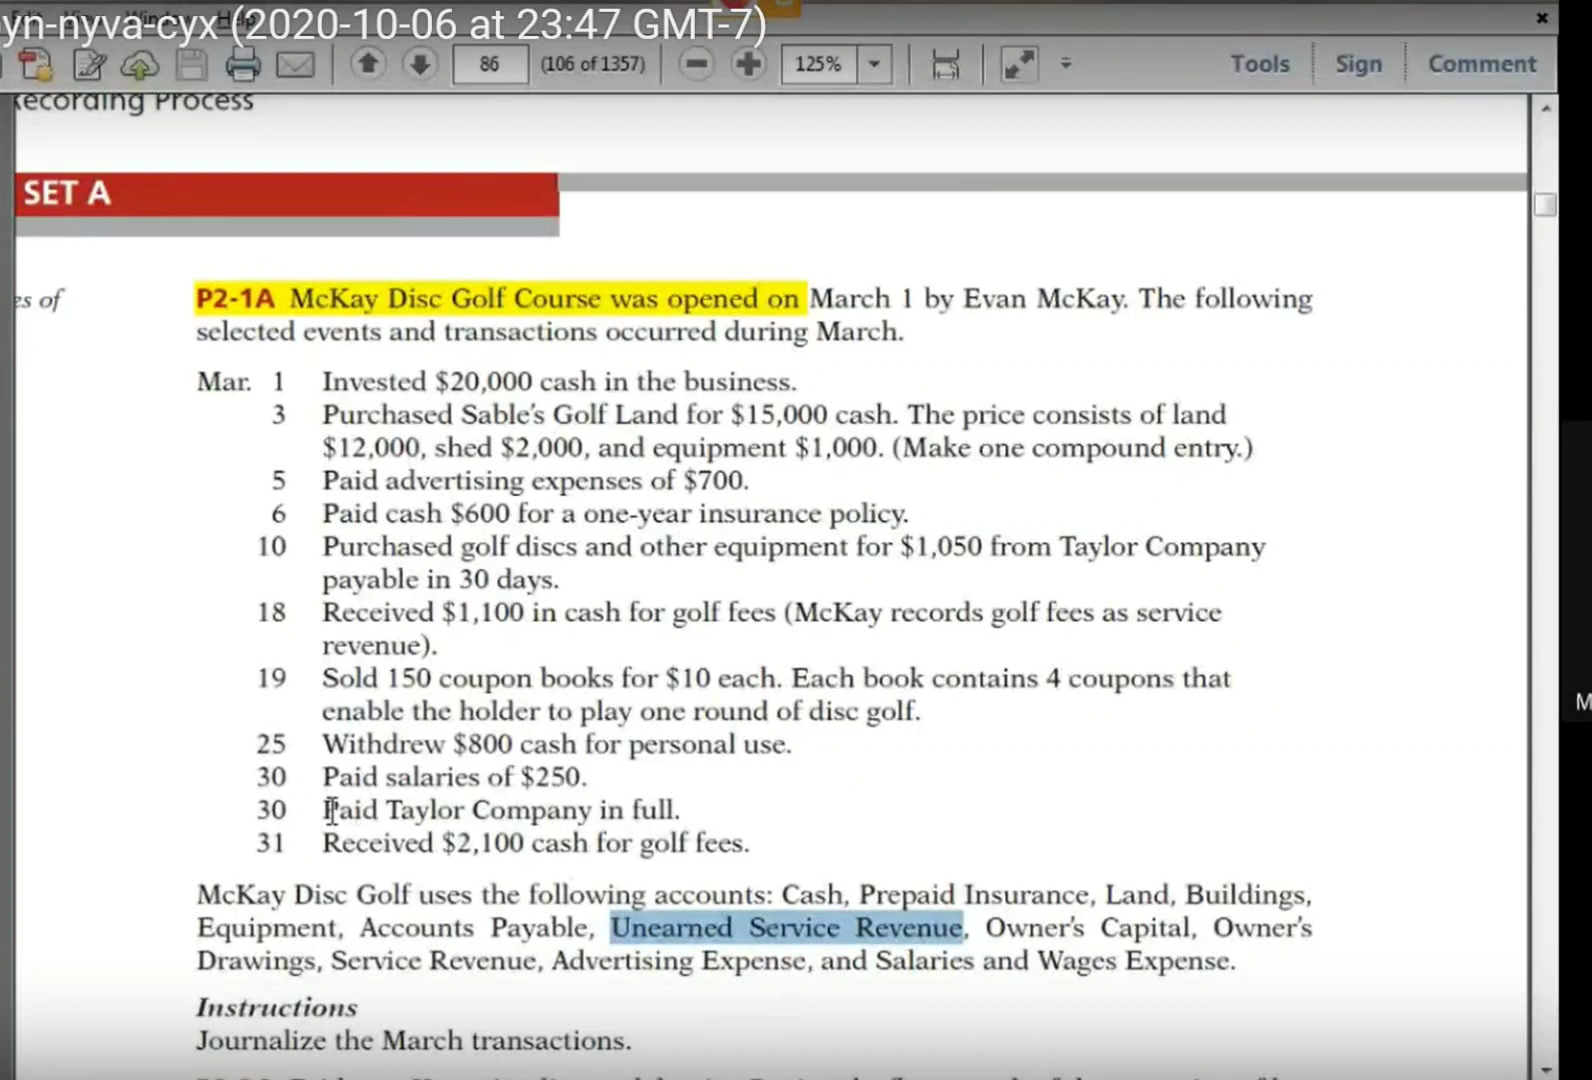 yn-nyva-cyx (2020-10-06 at 23:47 GMT-7)
86 (106 of 1357) 125% Tools Sign Comment
Recording Process
SET A
es of
P2-1A McKay Disc Golf Course was opened on March 1 by Evan McKay. The following
selected events and transactions occurred during March.
Mar. 1 Invested $20,000 cash in the business.
3 Purchased Sable's Golf Land for $15,000 cash. The price consists of land
$12,000, shed $2,000, and equipment $1,000. (Make one compound entry.)
5 Paid advertising expenses of $700.
6 Paid cash $600 for a one-year insurance policy.
10 Purchased golf discs and other equipment for $1,050 from Taylor Company
payable in 30 days.
18 Received $1,100 in cash for golf fees (McKay records golf fees as service
revenue).
19 Sold 150 coupon books for $10 each. Each book contains 4 coupons that
enable the holder to play one round of disc golf.
25 Withdrew $800 cash for personal use.
30 Paid salaries of $250.
30 Paid Taylor Company in full.
31 Received $2,100 cash for golf fees.
M
McKay Disc Golf uses the following accounts: Cash, Prepaid Insurance, Land, Buildings,
Equipment, Accounts Payable, Unearned Service Revenue, Owner's Capital, Owner's
Drawings, Service Revenue, Advertising Expense, and Salaries and Wages Expense.
Instructions
Journalize the March transactions.